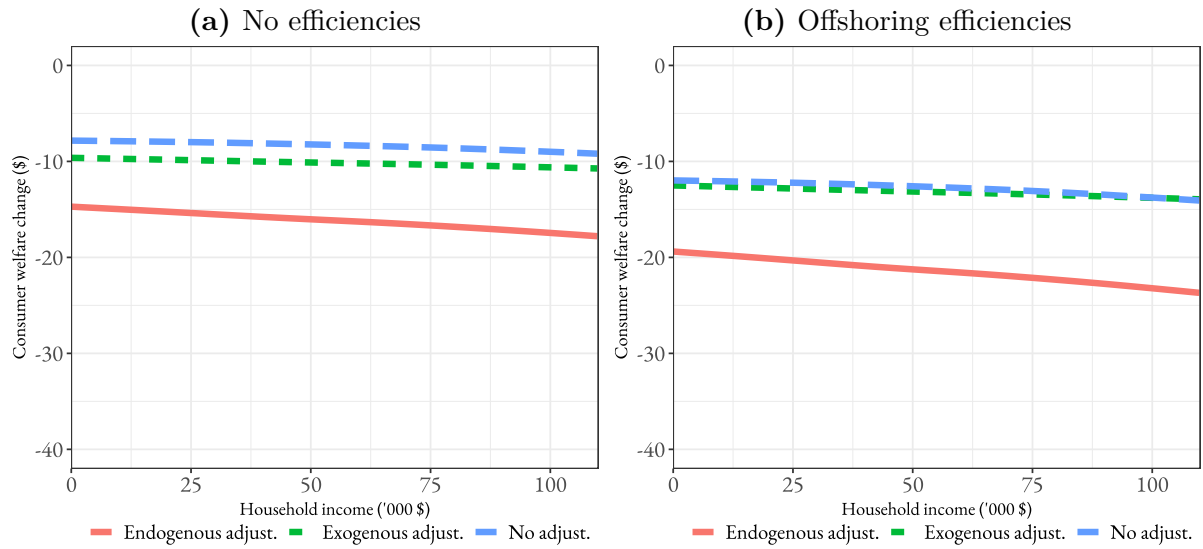 (a) No efficiencies
0
-10
-20
-30
-40
Consumer welfare change ($)
0 25 50 75 100
Household income ('000 $)
Endogenous adjust. Exogenous adjust. No adjust.
(b) Offshoring efficiencies
0
-10
-20
-30
-40
Consumer welfare change ($)
0 25 50 75 100
Household income ('000 $)
Endogenous adjust. Exogenous adjust. No adjust.